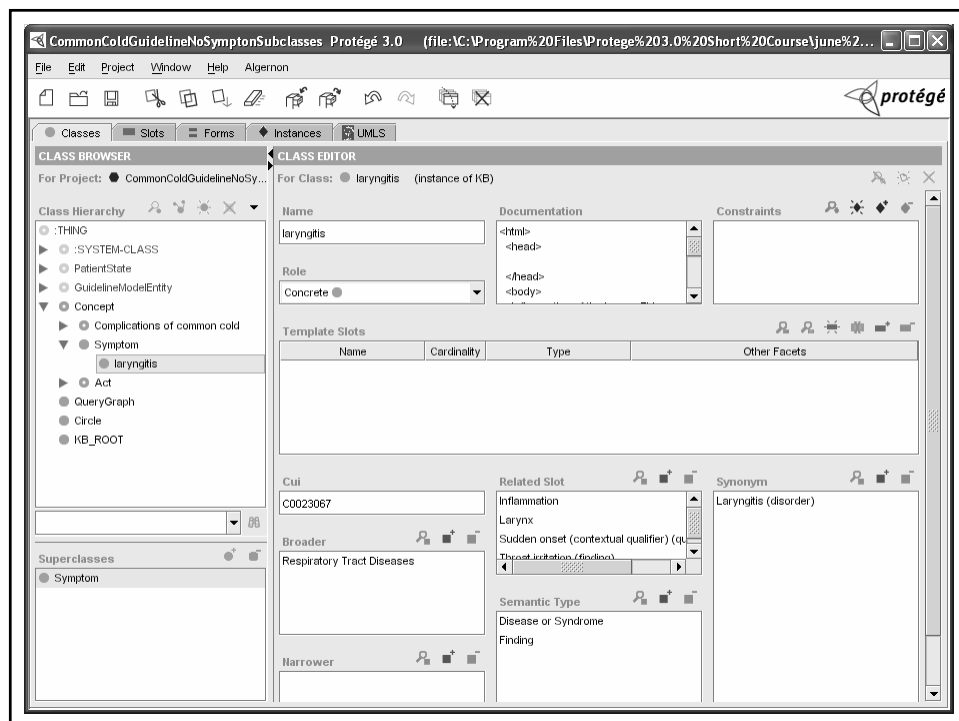 CommonColdGuidelineNoSymptonSubclasses Protégé 3.0 (file:\C:\Program%20Files\Protege%203.0%20Short%20Course\june%2...
File Edit Project Window Help Algernon
protégé
Classes Slots Forms Instances UMLS
CLASS BROWSER
For Project: CommonColdGuidelineNoSy...
Class Hierarchy
:THING
:SYSTEM-CLASS
PatientState
GuidelineModelEntity
Concept
Complications of common cold
Symptom
laryngitis
Act
QueryGraph
Circle
KB_ROOT
Superclasses
Symptom
CLASS EDITOR
For Class: laryngitis (instance of KB)
Name
laryngitis
Role
Concrete
Documentation
<html>
<head>
</head>
<body>
Constraints
Template Slots
Name Cardinality Type Other Facets
Cui
C0023067
Broader
Respiratory Tract Diseases
Narrower
Related Slot
Inflammation
Larynx
Sudden onset (contextual qualifier) (qu
Throat irritation (finding)
Semantic Type
Disease or Syndrome
Finding
Synonym
Laryngitis (disorder)